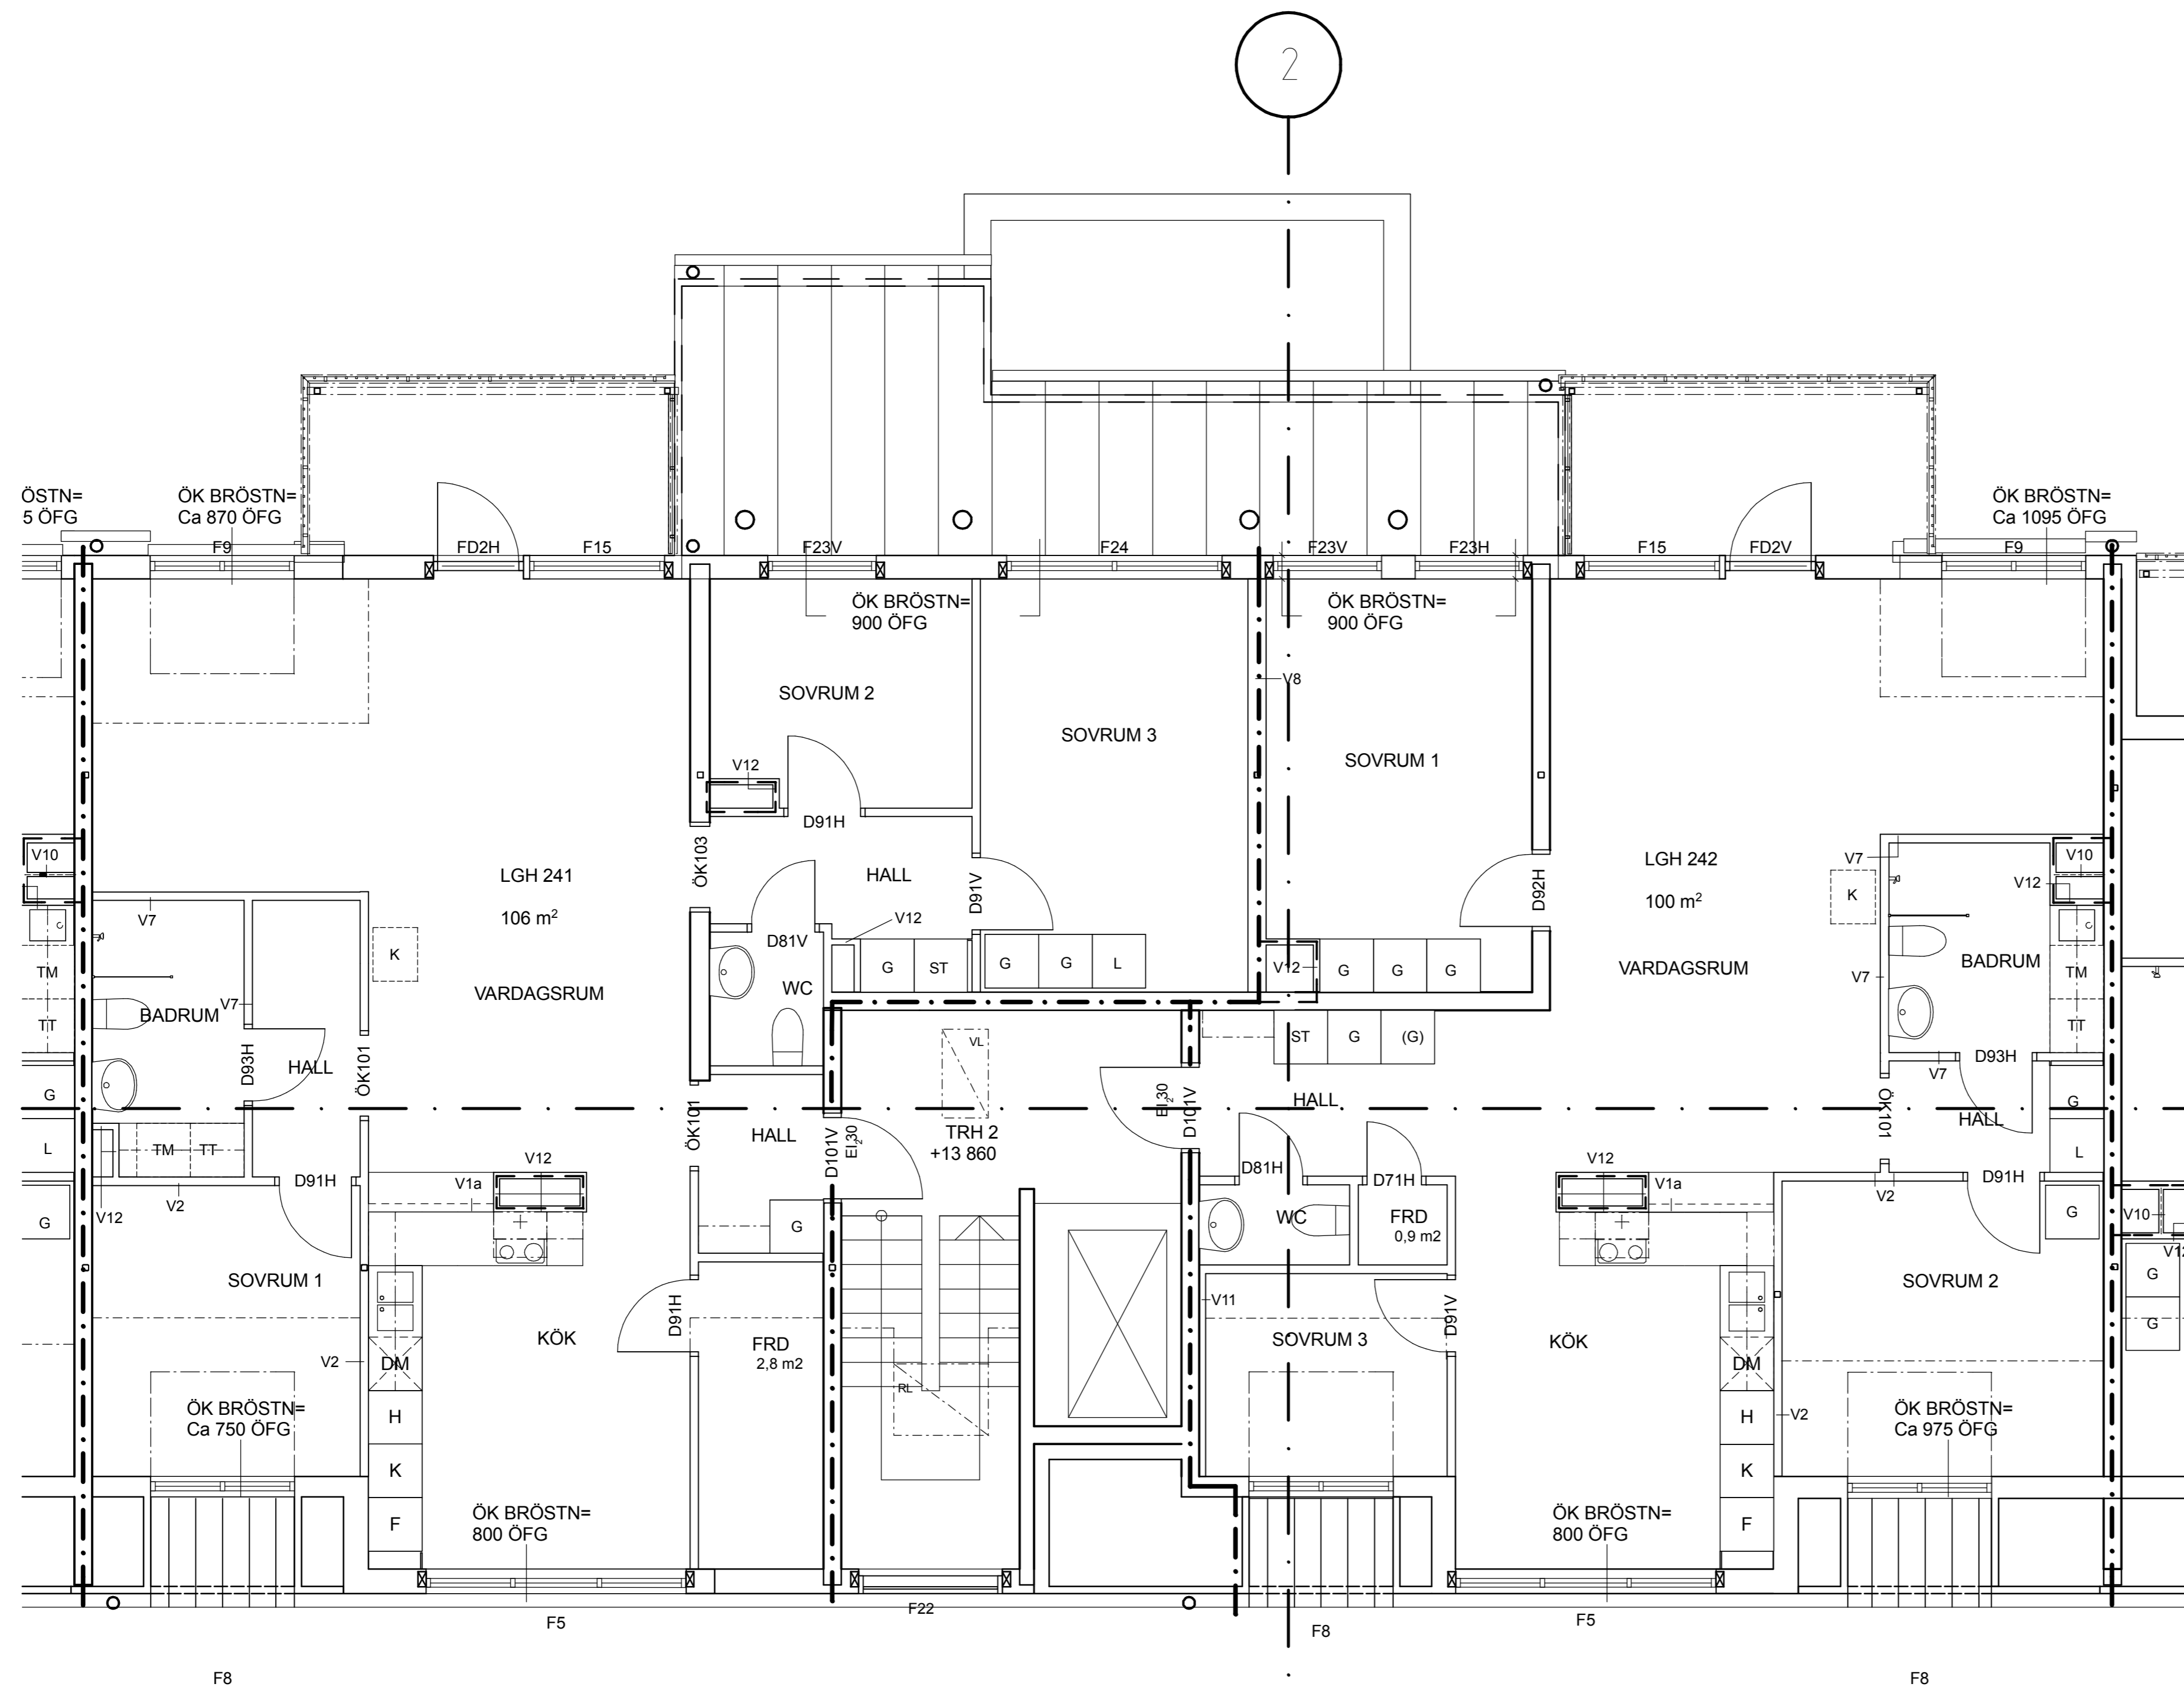 2
ÖSTN=
5 ÖFG
ÖK BRÖSTN=
Ca 870 ÖFG
ÖK BRÖSTN=
Ca 1095 ÖFG
F9
FD2H
F15
F23V
F24
F23V
F23H
F15
FD2V
F9
ÖK BRÖSTN=
900 ÖFG
ÖK BRÖSTN=
900 ÖFG
V8
SOVRUM 2
SOVRUM 3
SOVRUM 1
V12
D91H
ÖK103
V10
LGH 241
106 m²
HALL
D91V
D92H
LGH 242
100 m²
V7
V10
V12
K
V7
V12
D81V
K
G
ST
G
G
L
V12
G
G
G
VARDAGSRUM
WC
VARDAGSRUM
V7
BADRUM
TM
TT
TM
TT
BADRUM
V7
D93H
HALL
ÖK101
VL
ST
G
(G)
D93H
V7
G
ÖK101
HALL
D101V
EI₂30
TRH 2
+13 860
EI₂30
D101V
HALL
ÖK101
HALL
G
L
L
TM
TT
V12
V1a
D91H
V2
V12
D81H
D71H
V12
V1a
V2
D91H
G
G
WC
FRD
0,9 m2
G
V10
V12
SOVRUM 1
D91H
V11
SOVRUM 3
D91V
SOVRUM 2
G
G
KÖK
FRD
2,8 m2
KÖK
V2
DM
RL
DM
ÖK BRÖSTN=
Ca 750 ÖFG
H
H
V2
ÖK BRÖSTN=
Ca 975 ÖFG
K
K
ÖK BRÖSTN=
800 ÖFG
F
ÖK BRÖSTN=
800 ÖFG
F
F5
F22
F8
F5
F8
F8